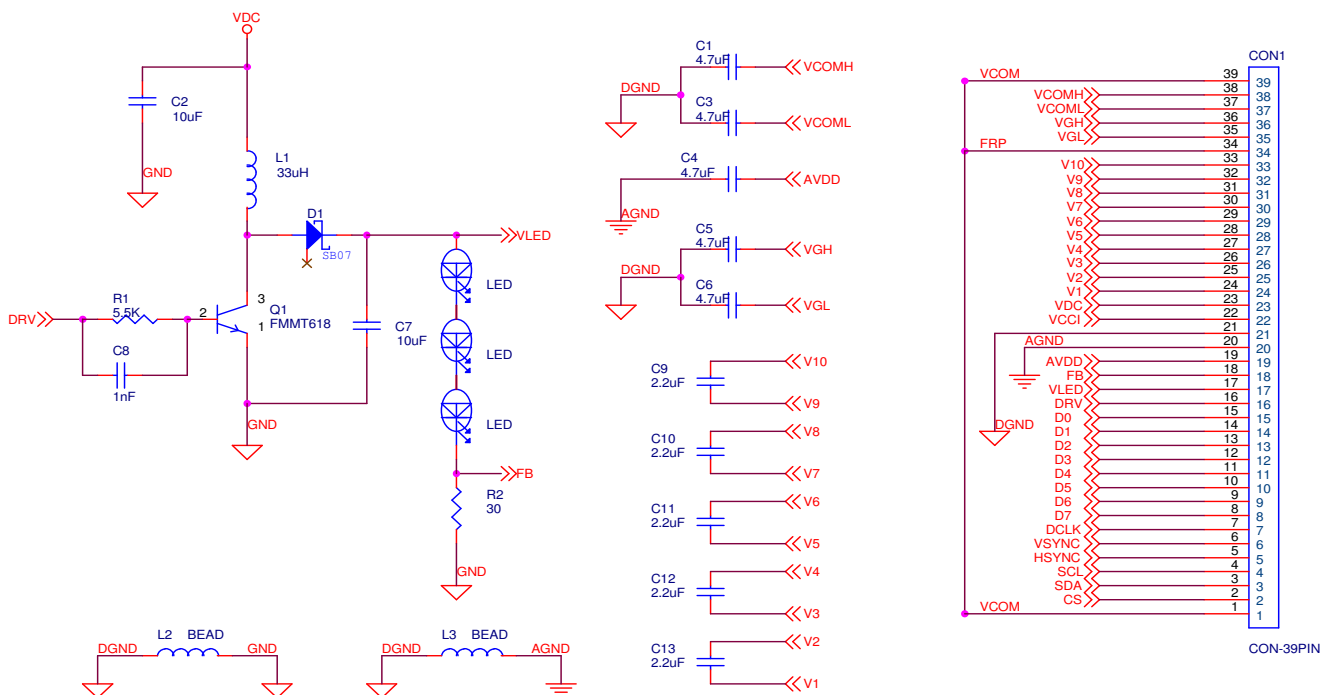 VDC
C2
10uF
GND
L1
33uH
D1
SB07
VLED
LED
LED
LED
R1
5.5K
DRV
2
3
1
Q1
FMMT618
C8
1nF
C7
10uF
GND
FB
R2
30
GND
DGND
L2 BEAD
GND
DGND
L3 BEAD
AGND
C1
4.7uF
VCOMH
DGND
C3
4.7uF
VCOML
C4
4.7uF
AVDD
AGND
C5
4.7uF
VGH
DGND
C6
4.7uF
VGL
V10
C9
2.2uF
V9
V8
C10
2.2uF
V7
V6
C11
2.2uF
V5
V4
C12
2.2uF
V3
V2
C13
2.2uF
V1
CON1
VCOM 39 39
VCOMH 38 38
VCOML 37 37
VGH 36 36
VGL 35 35
FRP 34 34
V10 33 33
V9 32 32
V8 31 31
V7 30 30
V6 29 29
V5 28 28
V4 27 27
V3 26 26
V2 25 25
V1 24 24
VDC 23 23
VCCI 22 22
21 21
AGND 20 20
AVDD 19 19
FB 18 18
VLED 17 17
DRV 16 16
D0 15 15
D1 14 14
DGND
D2 13 13
D3 12 12
D4 11 11
D5 10 10
D6 9 9
D7 8 8
DCLK 7 7
VSYNC 6 6
HSYNC 5 5
SCL 4 4
SDA 3 3
CS 2 2
VCOM 1 1
CON-39PIN